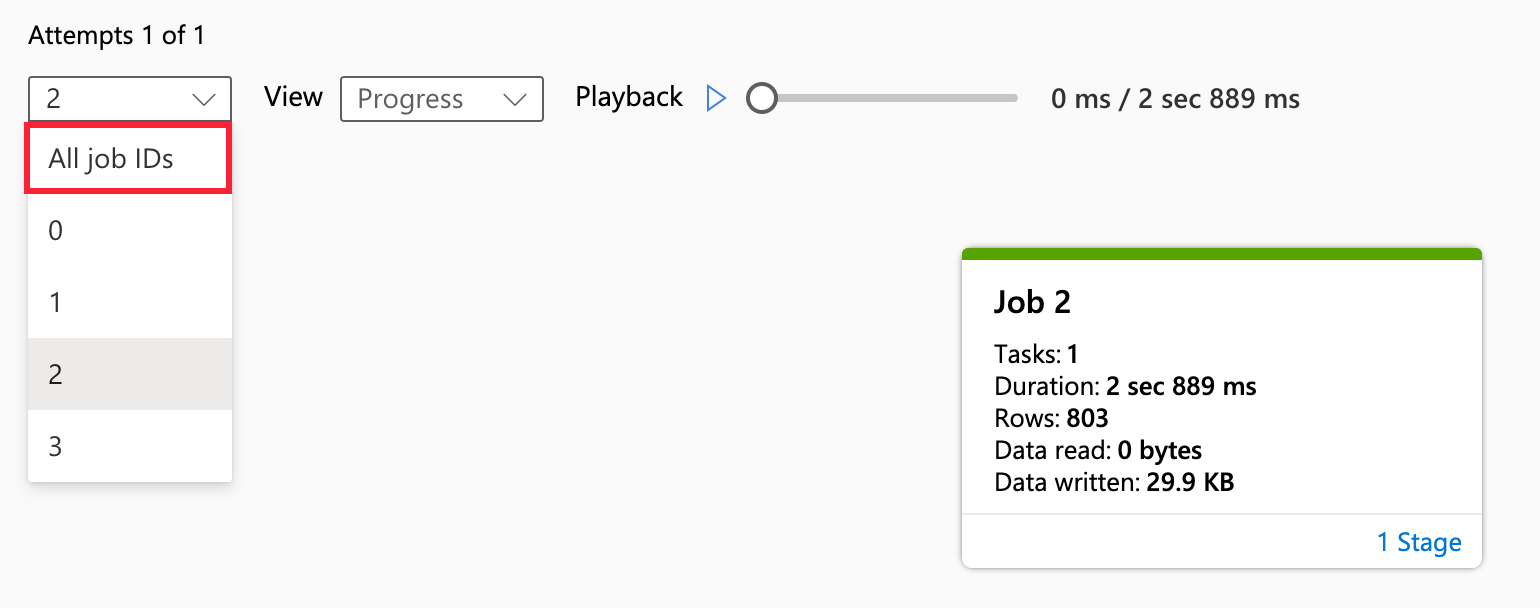 Attempts 1 of 1
2
View
Progress
Playback
0 ms / 2 sec 889 ms
All job IDs
0
1
2
3
Job 2
Tasks: 1
Duration: 2 sec 889 ms
Rows: 803
Data read: 0 bytes
Data written: 29.9 KB
1 Stage